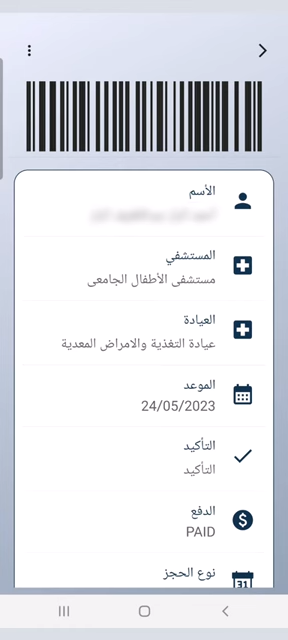 الأسم
المستشفي
مستشفى الأطفال الجامعى
العيادة
عيادة التغذية والامراض المعدية
الموعد
24/05/2023
التأكيد
التأكيد
الدفع
PAID
نوع الحجز
31